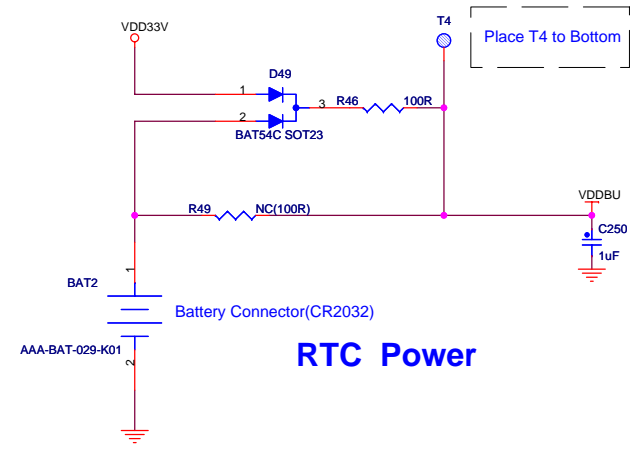 T4
VDD33V
Place T4 to Bottom
D49
1
3
R46
100R
2
BAT54C SOT23
VDDBU
R49
NC(100R)
C250
1uF
1
BAT2
Battery Connector(CR2032)
AAA-BAT-029-K01
2
RTC Power